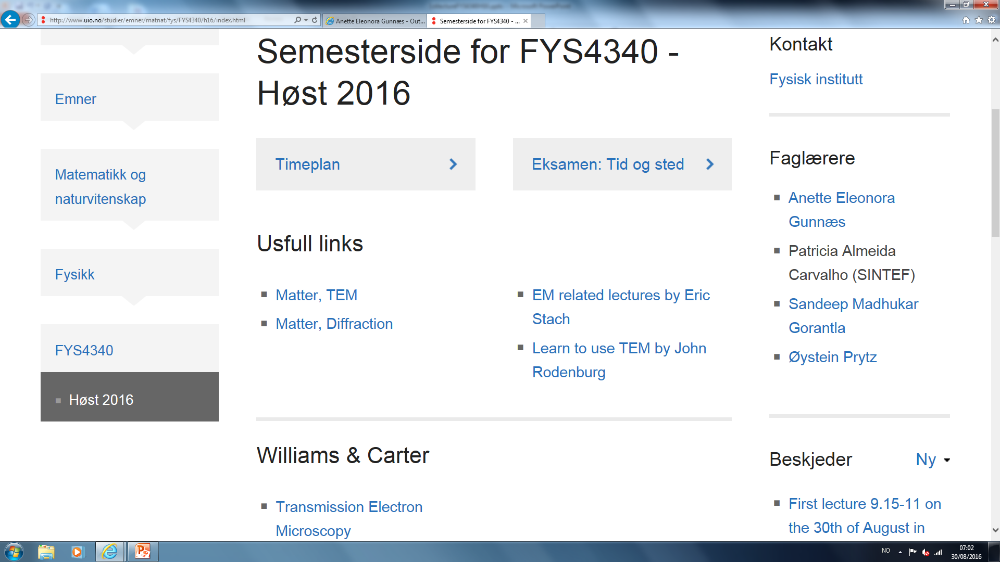 http://www.uio.no/studier/emner/matnat/fys/FYS4340/h16/index.html
Anette Eleonora Gunnæs - Out...
Semesterside for FYS4340 - ...
Emner
Matematikk og
naturvitenskap
Fysikk
FYS4340
Høst 2016
Semesterside for FYS4340 -
Høst 2016
Timeplan
Eksamen: Tid og sted
Usfull links
Matter, TEM
Matter, Diffraction
EM related lectures by Eric
Stach
Learn to use TEM by John
Rodenburg
Williams & Carter
Transmission Electron
Microscopy
Kontakt
Fysisk institutt
Faglærere
Anette Eleonora
Gunnæs
Patricia Almeida
Carvalho (SINTEF)
Sandeep Madhukar
Gorantla
Øystein Prytz
Beskjeder
Ny
First lecture 9.15-11 on
the 30th of August in
NO
07:02
30/08/2016